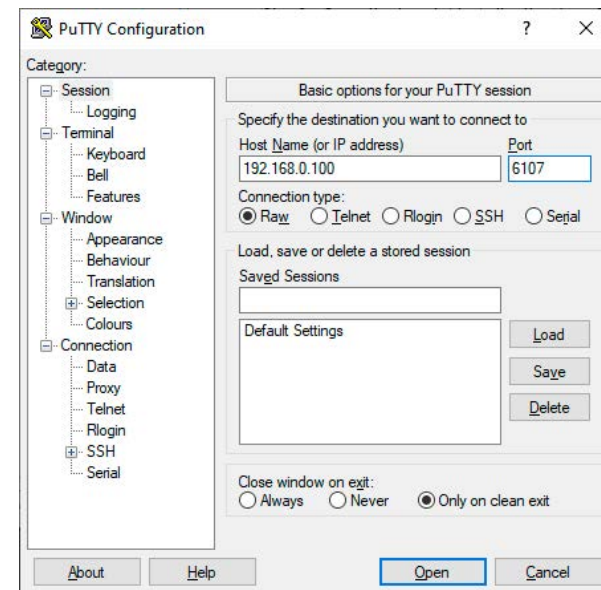 PuTTY Configuration
? ×
Category:
Session
Logging
Terminal
Keyboard
Bell
Features
Window
Appearance
Behaviour
Translation
Selection
Colours
Connection
Data
Proxy
Telnet
Rlogin
SSH
Serial
Basic options for your PuTTY session
Specify the destination you want to connect to
Host Name (or IP address) Port
192.168.0.100 6107
Connection type:
Raw Telnet Rlogin SSH Serial
Load, save or delete a stored session
Saved Sessions
Default Settings
Load
Save
Delete
Close window on exit:
Always Never Only on clean exit
About Help Open Cancel